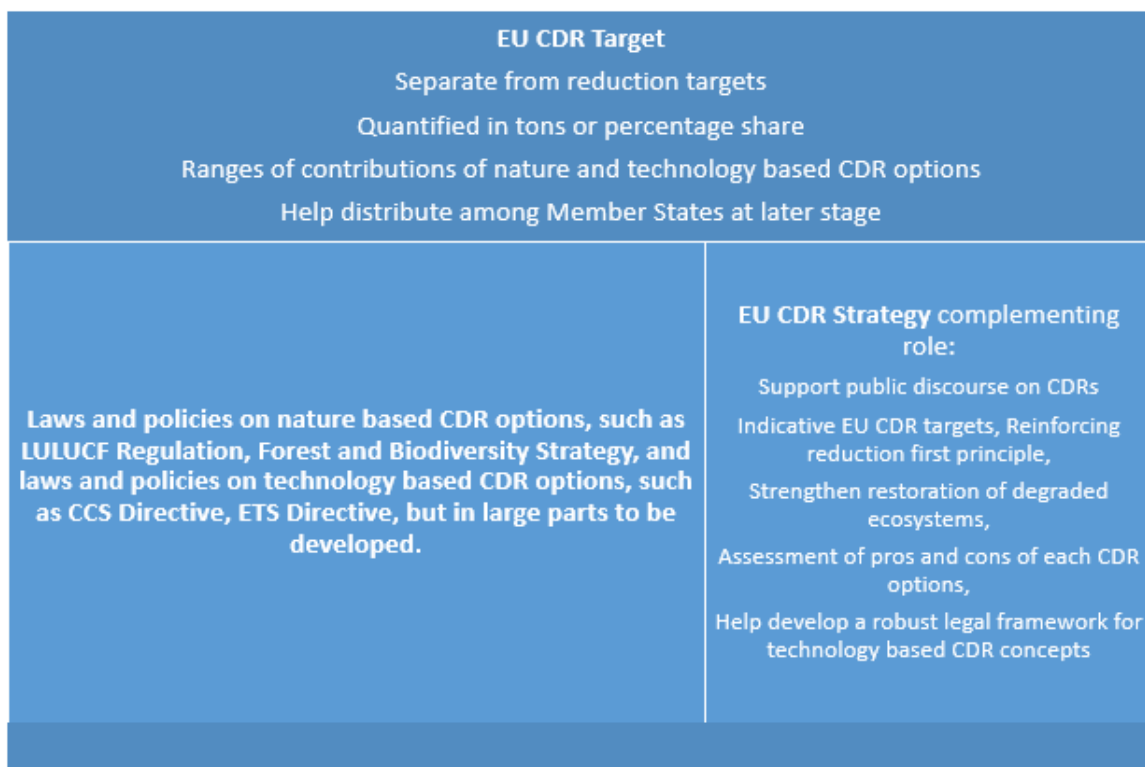 EU CDR Target
Separate from reduction targets
Quantified in tons or percentage share
Ranges of contributions of nature and technology based CDR options
Help distribute among Member States at later stage
Laws and policies on nature based CDR options, such as
LULUCF Regulation, Forest and Biodiversity Strategy, and
laws and policies on technology based CDR options, such
as CCS Directive, ETS Directive, but in large parts to be
developed.
EU CDR Strategy complementing
role:
Support public discourse on CDRs
Indicative EU CDR targets, Reinforcing
reduction first principle,
Strengthen restoration of degraded
ecosystems,
Assessment of pros and cons of each CDR
options,
Help develop a robust legal framework for
technology based CDR concepts